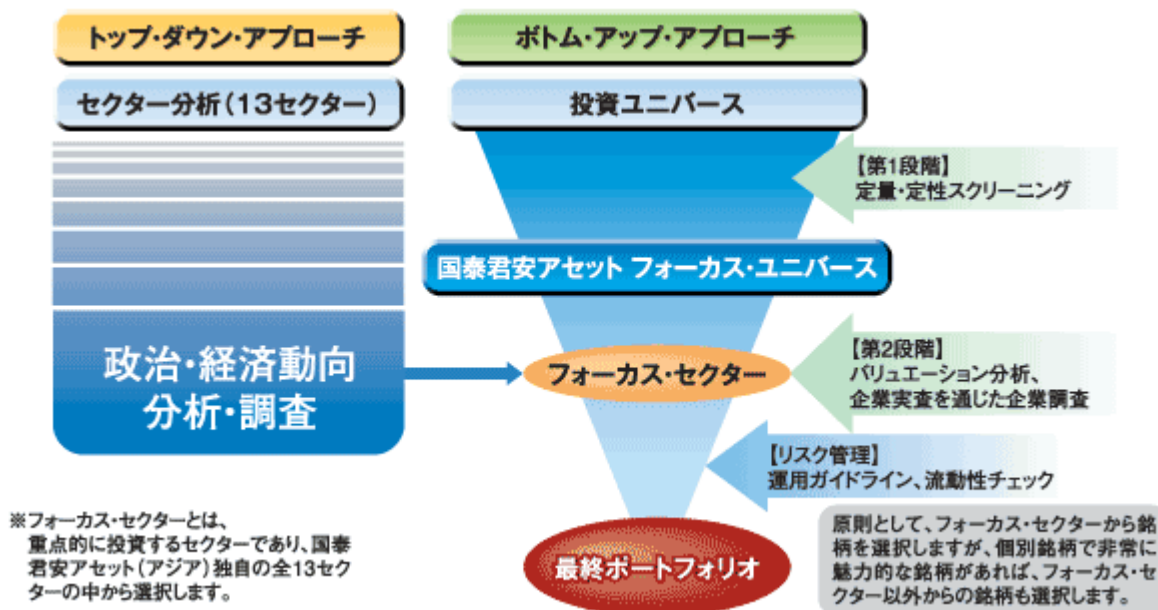 トップ・ダウン・アプローチ
ボトム・アップ・アプローチ
セクター分析(13セクター)
投資ユニバース
【第1段階】
定量・定性スクリーニング
国泰君安アセット フォーカス・ユニバース
政治・経済動向
分析・調査
フォーカス・セクター
【第2段階】
バリュエーション分析、
企業実査を通じた企業調査
【リスク管理】
運用ガイドライン、流動性チェック
※フォーカス・セクターとは、
重点的に投資するセクターであり、国泰
君安アセット(アジア)独自の全13セク
ターの中から選択します。
最終ポートフォリオ
原則として、フォーカス・セクターから銘
柄を選択しますが、個別銘柄で非常に
魅力的な銘柄があれば、フォーカス・セ
クター以外からの銘柄も選択します。